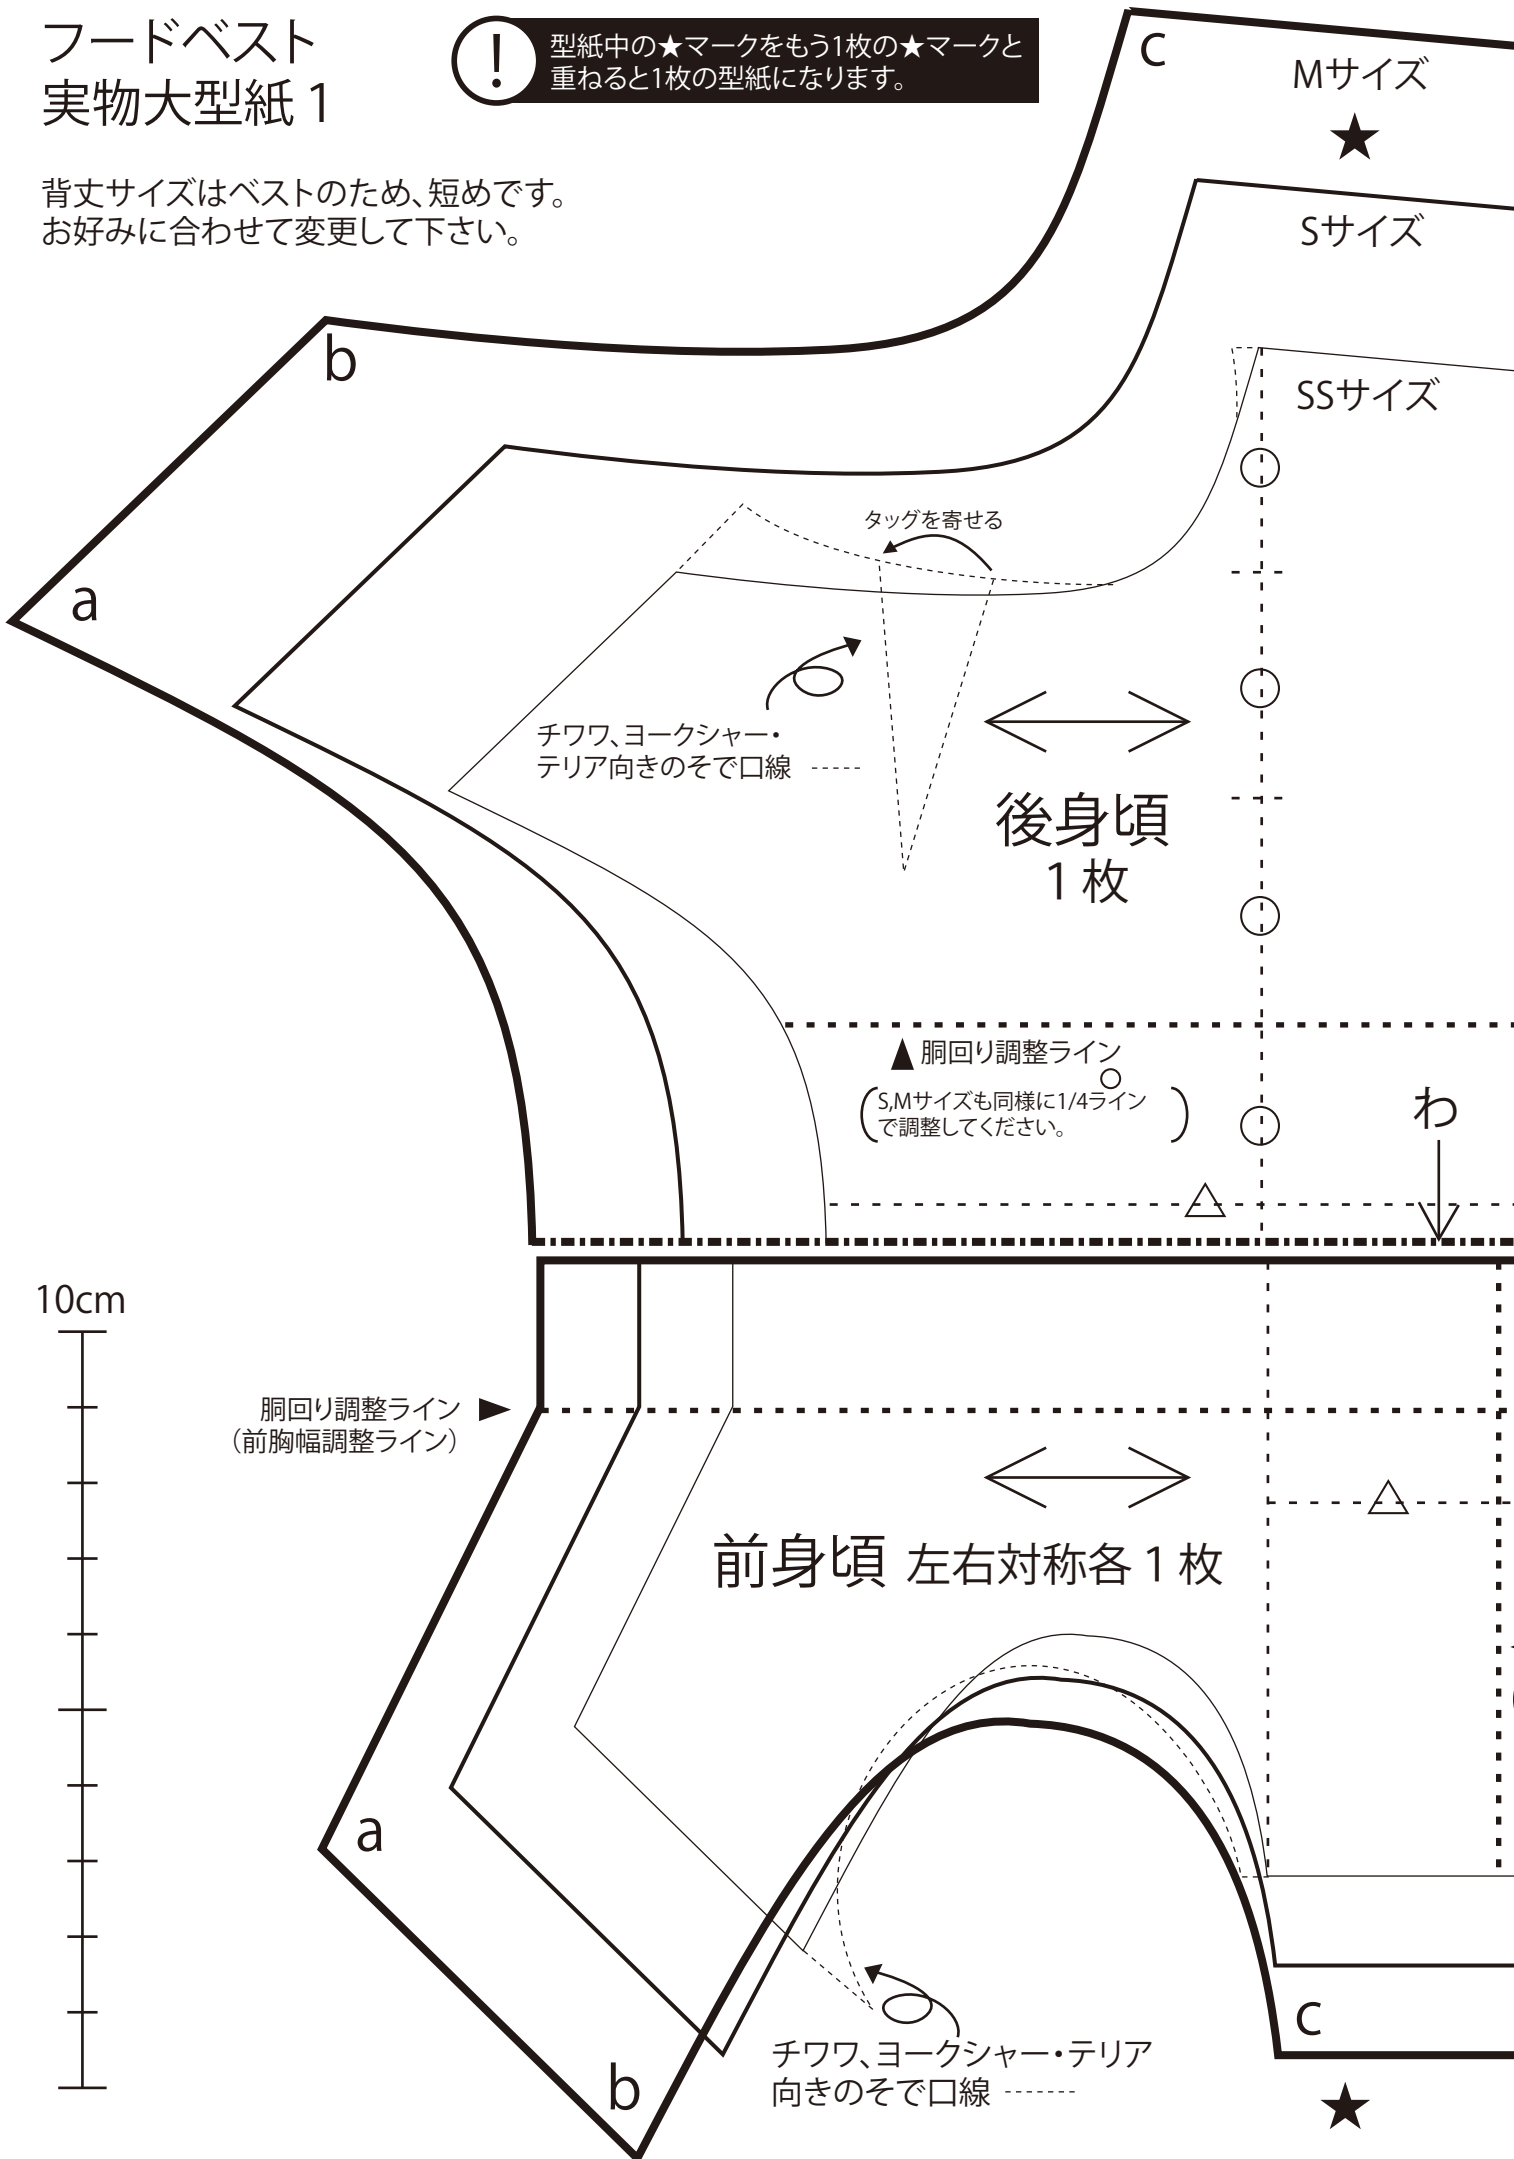 フードベスト
実物大型紙 1
!
型紙中の★マークをもう1枚の★マークと
重ねると1枚の型紙になります。
背丈サイズはベストのため、短めです。
お好みに合わせて変更して下さい。
c
Mサイズ
★
Sサイズ
SSサイズ
b
a
タッグを寄せる
チワワ、ヨークシャー・
テリア向きのそで口線
後身頃
1 枚
▲ 胴回り調整ライン
(S,Mサイズも同様に1/4ライン
で調整してください。)
わ
10cm
胴回り調整ライン ▶
（前胸幅調整ライン）
前身頃 左右対称各 1 枚
a
b
c
チワワ、ヨークシャー・テリア
向きのそで口線
★